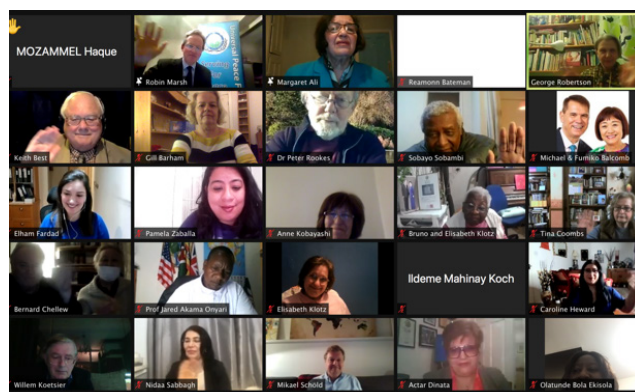 MOZAMMEL Haque
Robin Marsh
Margaret Ali
Reamonn Bateman
George Robertson
Keith Best
Gill Barham
Dr Peter Rookes
Sobayo Sobambi
Michael & Fumiko Balcomb
Elham Fardad
Pamela Zaballa
Anne Kobayashi
Bruno and Elisabeth Klotz
Tina Coombs
Bernard Chellew
Prof Jared Akama Onyari
Elisabeth Klotz
Ildeme Mahinay Koch
Caroline Heward
Willem Koetsier
Nidaa Sabbagh
Mikael Schöld
Actar Dinata
Olatunde Bola Ekisola